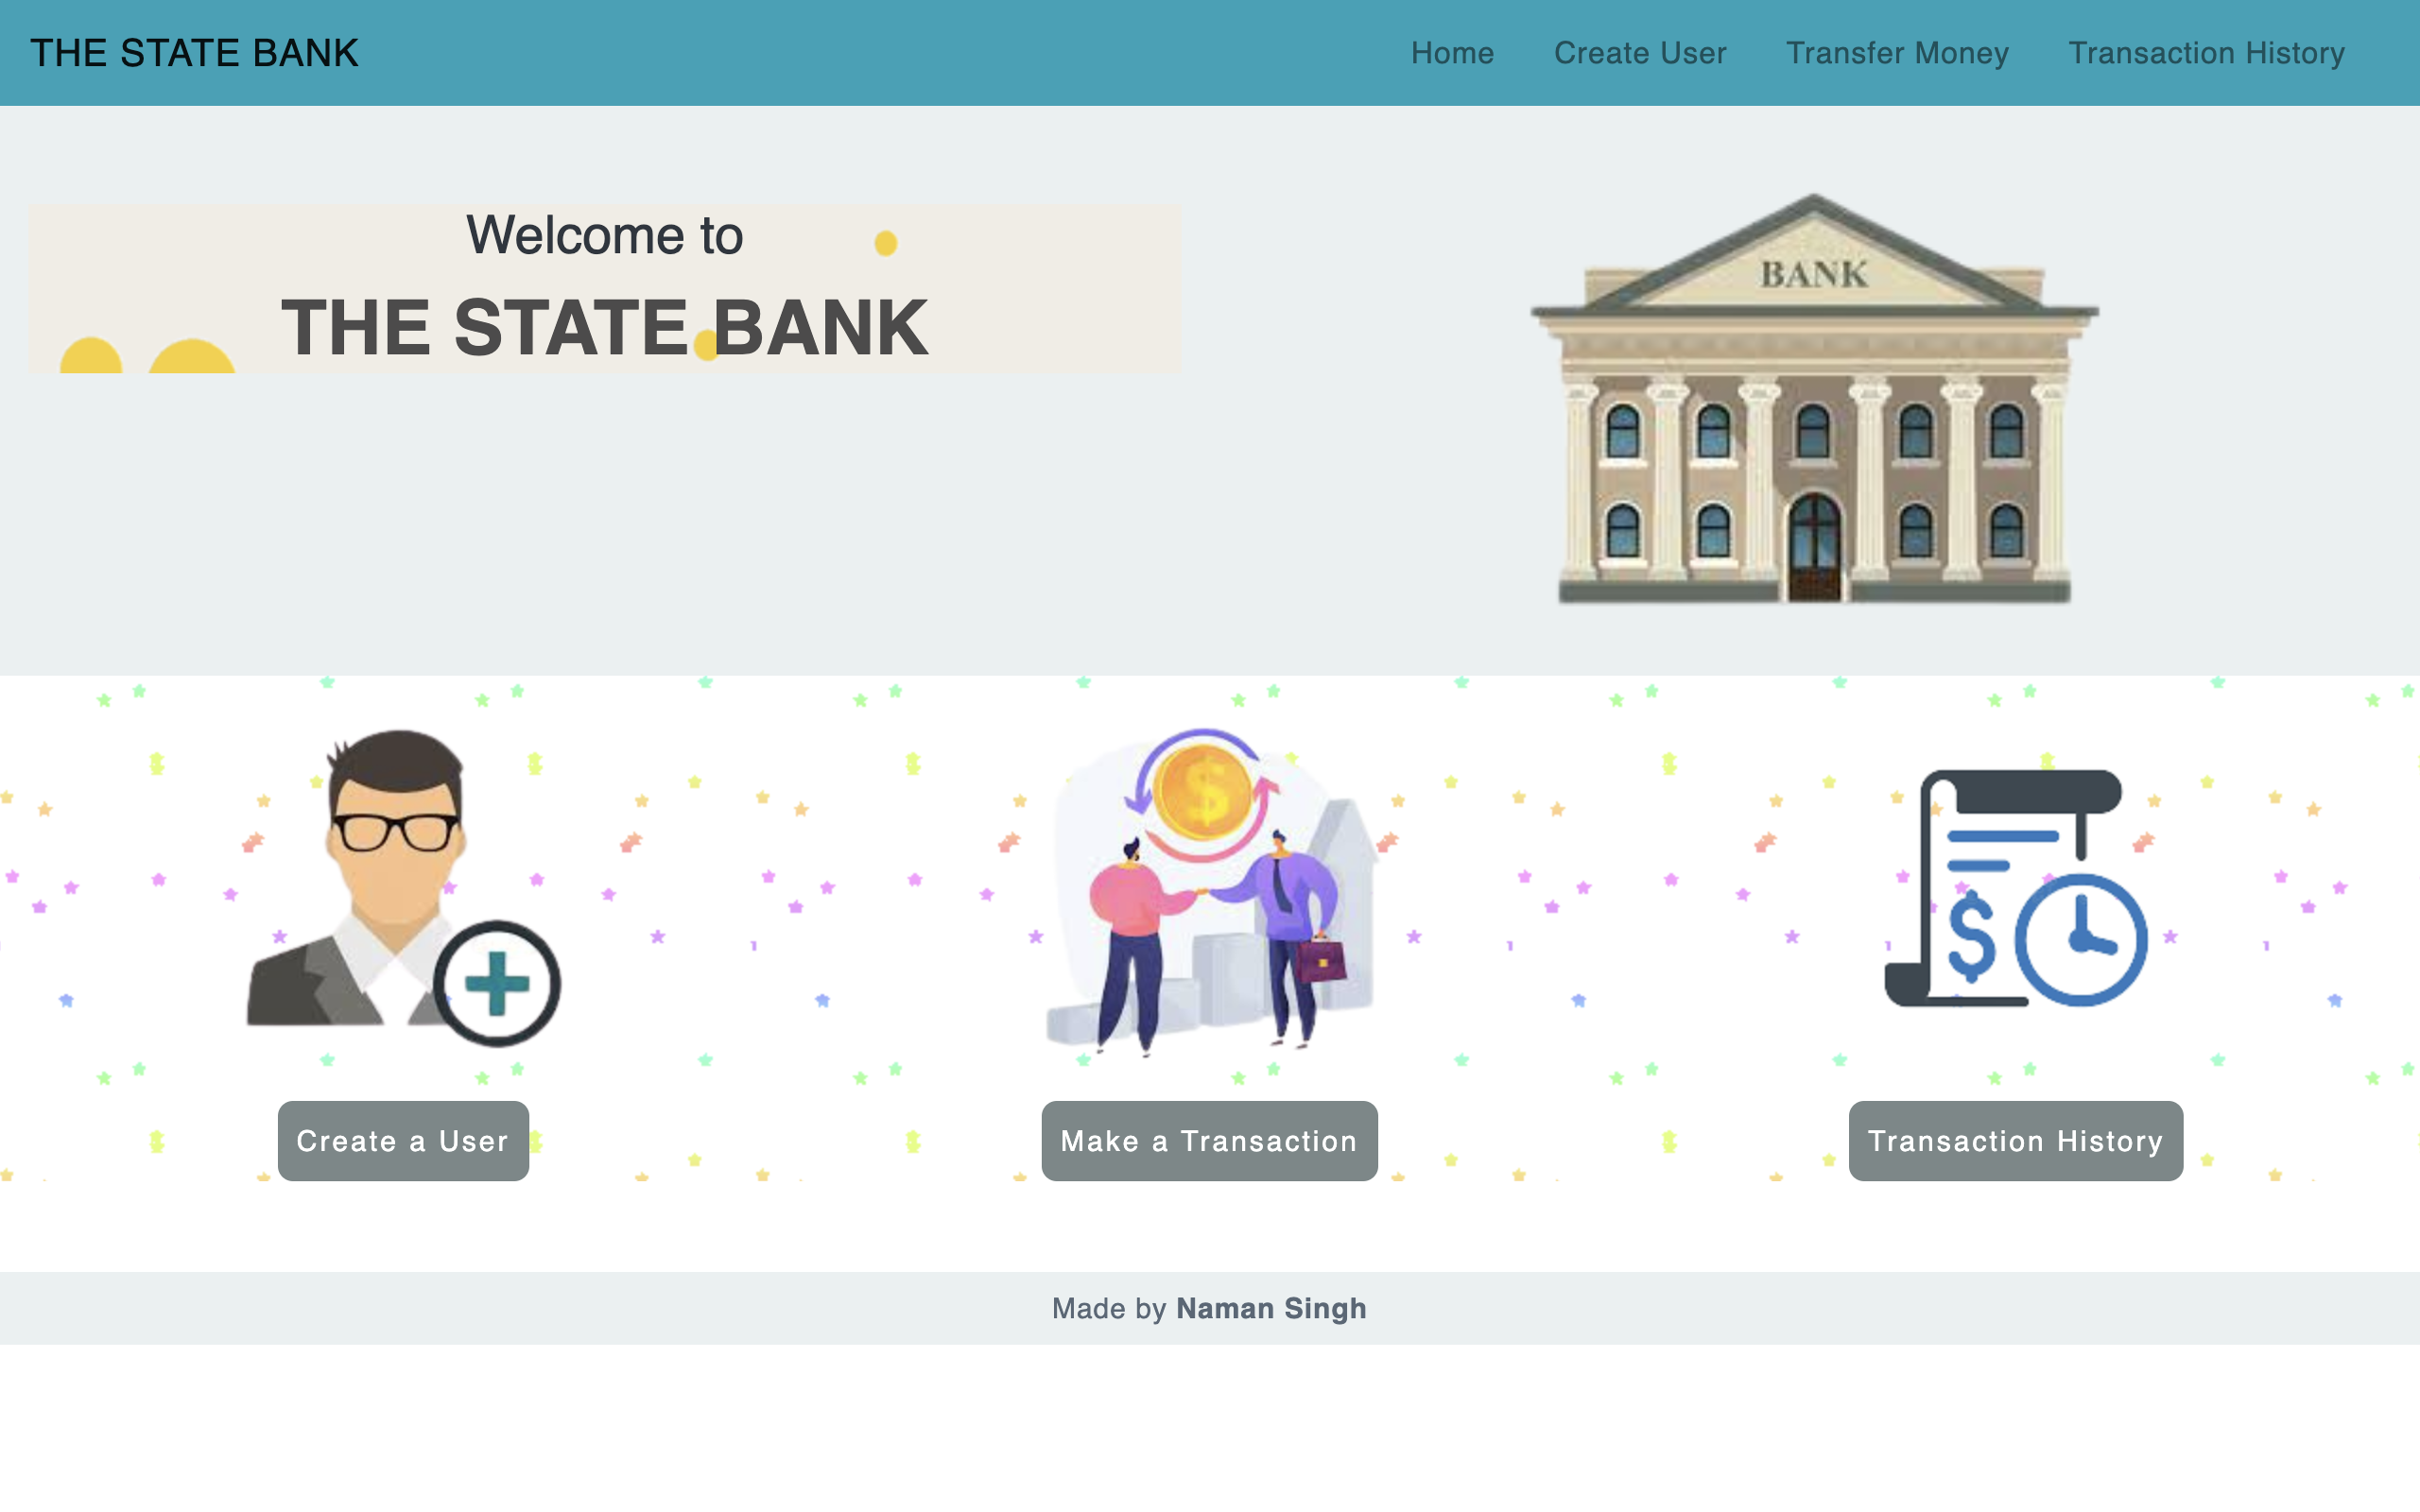 THE STATE BANK
Home Create User Transfer Money Transaction History
Welcome to
THE STATE BANK
BANK
$
$
Create a User
Make a Transaction
Transaction History
Made by Naman Singh